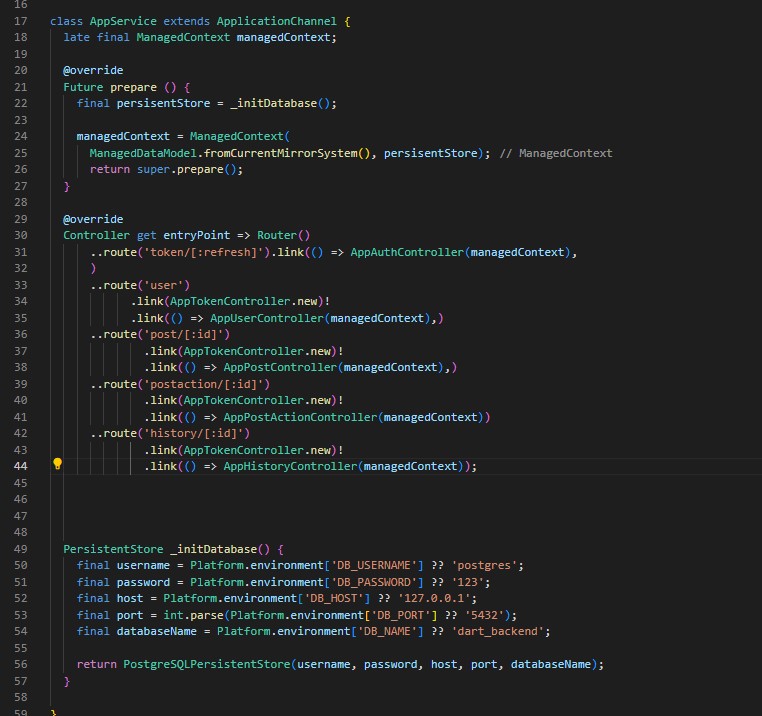 16
17 class AppService extends ApplicationChannel {
18 late final ManagedContext managedContext;
19
20 @override
21 Future prepare () {
22 final persisentStore = _initDatabase();
23
24 managedContext = ManagedContext(
25 ManagedDataModel.fromCurrentMirrorSystem(), persisentStore); // ManagedContext
26 return super.prepare();
27 }
28
29 @override
30 Controller get entryPoint => Router()
31 ..route('token/[:refresh]').link(() => AppAuthController(managedContext),
32 )
33 ..route('user')
34 .link(AppTokenController.new)!
35 .link(() => AppUserController(managedContext),)
36 ..route('post/[:id]')
37 .link(AppTokenController.new)!
38 .link(() => AppPostController(managedContext),)
39 ..route('postaction/[:id]')
40 .link(AppTokenController.new)!
41 .link(() => AppPostActionController(managedContext))
42 ..route('history/[:id]')
43 .link(AppTokenController.new)!
44 .link(() => AppHistoryController(managedContext));
45
46
47
48
49 PersistentStore _initDatabase() {
50 final username = Platform.environment['DB_USERNAME'] ?? 'postgres';
51 final password = Platform.environment['DB_PASSWORD'] ?? '123';
52 final host = Platform.environment['DB_HOST'] ?? '127.0.0.1';
53 final port = int.parse(Platform.environment['DB_PORT'] ?? '5432');
54 final databaseName = Platform.environment['DB_NAME'] ?? 'dart_backend';
55
56 return PostgreSQLPersistentStore(username, password, host, port, databaseName);
57 }
58
59 }